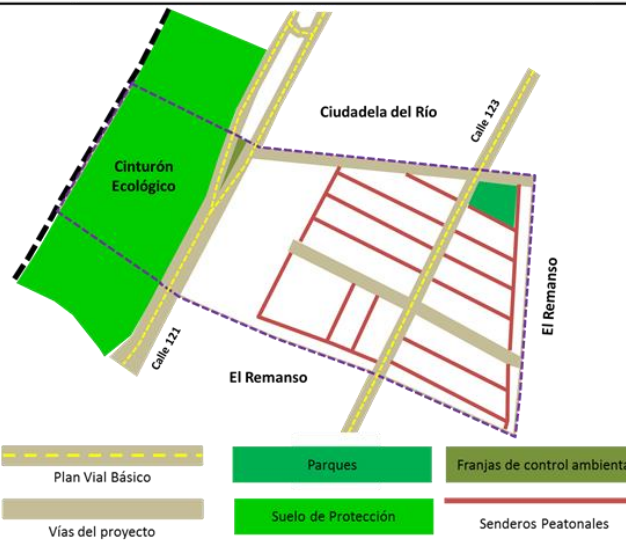 Ciudadela del Río
Calle 123
Cinturón
Ecológico
El Remanso
Calle 121
El Remanso
Plan Vial Básico
Parques
Franjas de control ambienta
Vías del proyecto
Suelo de Protección
Senderos Peatonales